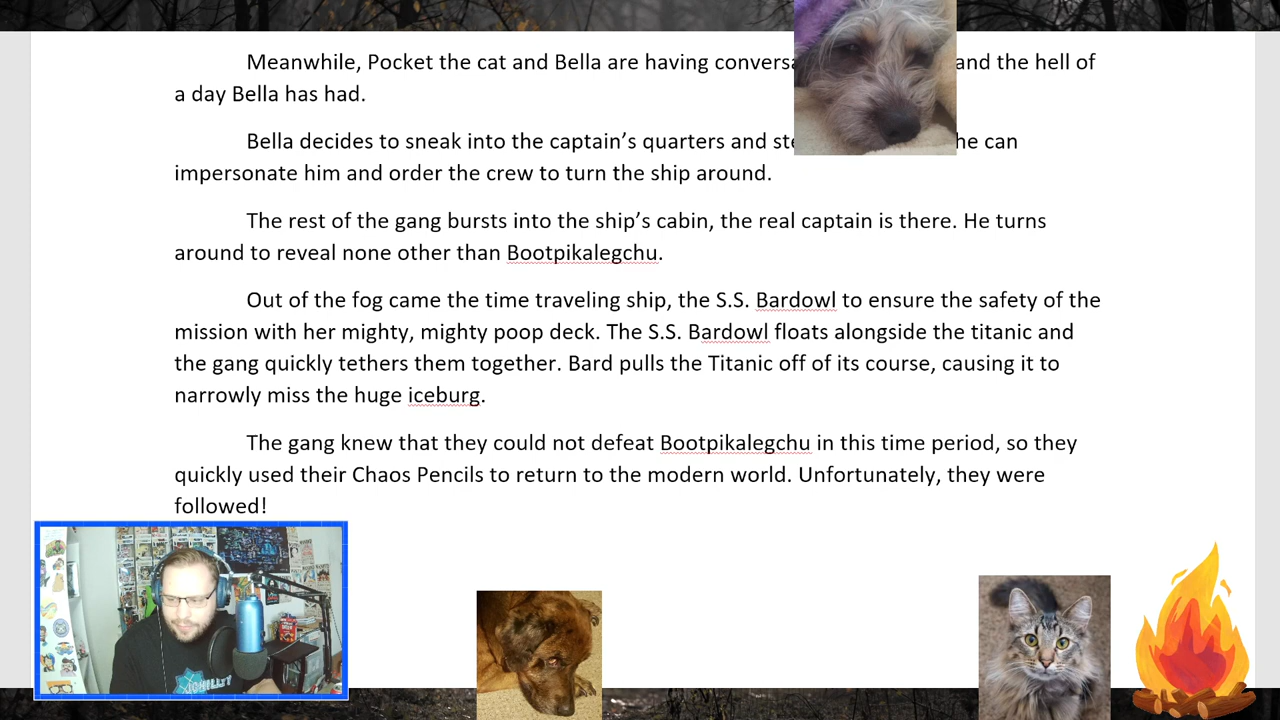 Meanwhile, Pocket the cat and Bella are having and the hell of
a day Bella has had.
Bella decides to sneak into the captain's quarters and can
impersonate him and order the crew to turn the ship around.
The rest of the gang bursts into the ship's cabin, the real captain is there. He turns
around to reveal none other than Bootpikalegchu.
Out of the fog came the time traveling ship, the S.S. Bardowl to ensure the safety of the
mission with her mighty, mighty poop deck. The S.S. Bardowl floats alongside the titanic and
the gang quickly tethers them together. Bard pulls the Titanic off of its course, causing it to
narrowly miss the huge iceburg.
The gang knew that they could not defeat Bootpikalegchu in this time period, so they
quickly used their Chaos Pencils to return to the modern world. Unfortunately, they were
followed!